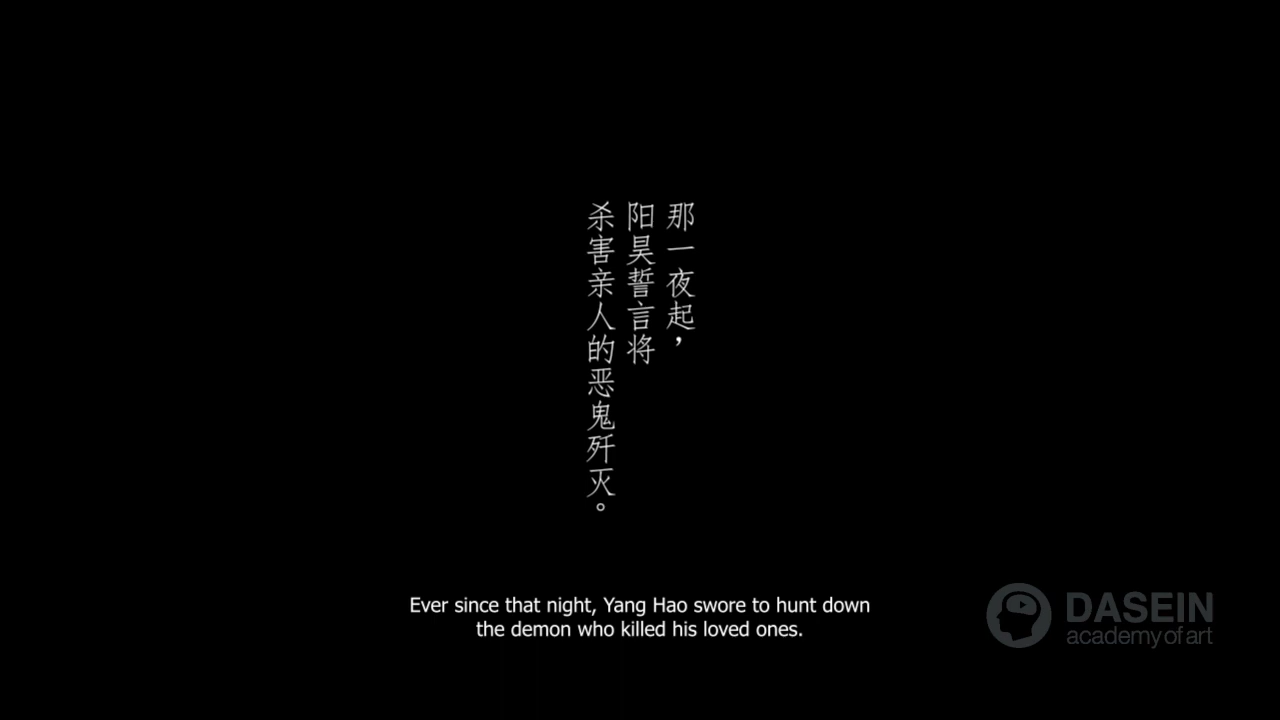 那一夜起，
阳昊誓言将
杀害亲人的恶鬼歼灭。
Ever since that night, Yang Hao swore to hunt down
the demon who killed his loved ones.
DASEIN
academy of art